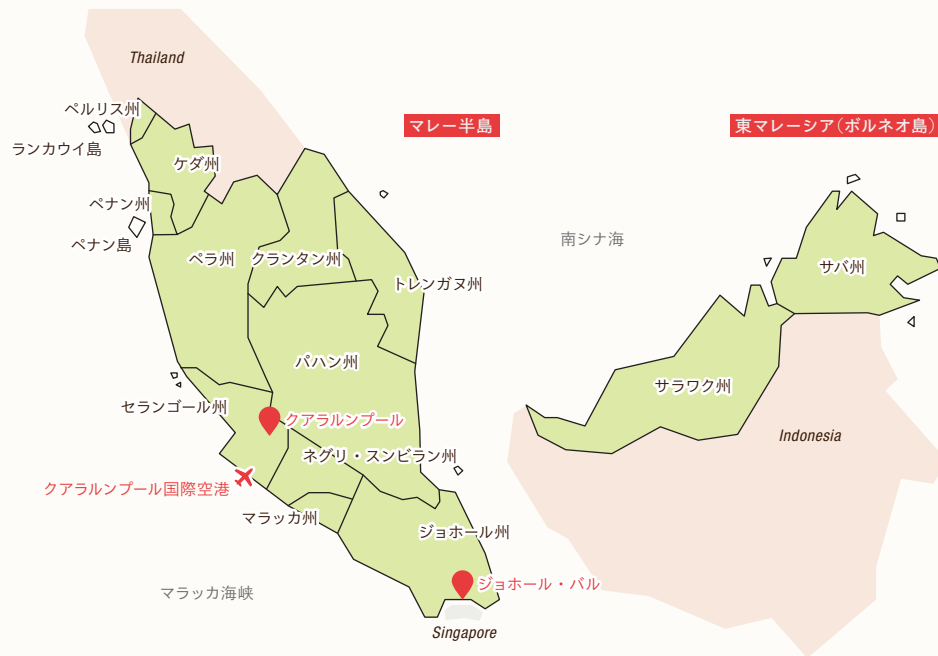 Thailand
ペルリス州
ランカウイ島
マレー半島
東マレーシア（ボルネオ島）
ケダ州
ペナン州
ペナン島
ペラ州
クランタン州
トレンガヌ州
南シナ海
サバ州
パハン州
サラワク州
セランゴール州
クアラルンプール
Indonesia
ネグリ・スンビラン州
クアラルンプール国際空港
マラッカ州
ジョホール州
マラッカ海峡
ジョホール・バル
Singapore